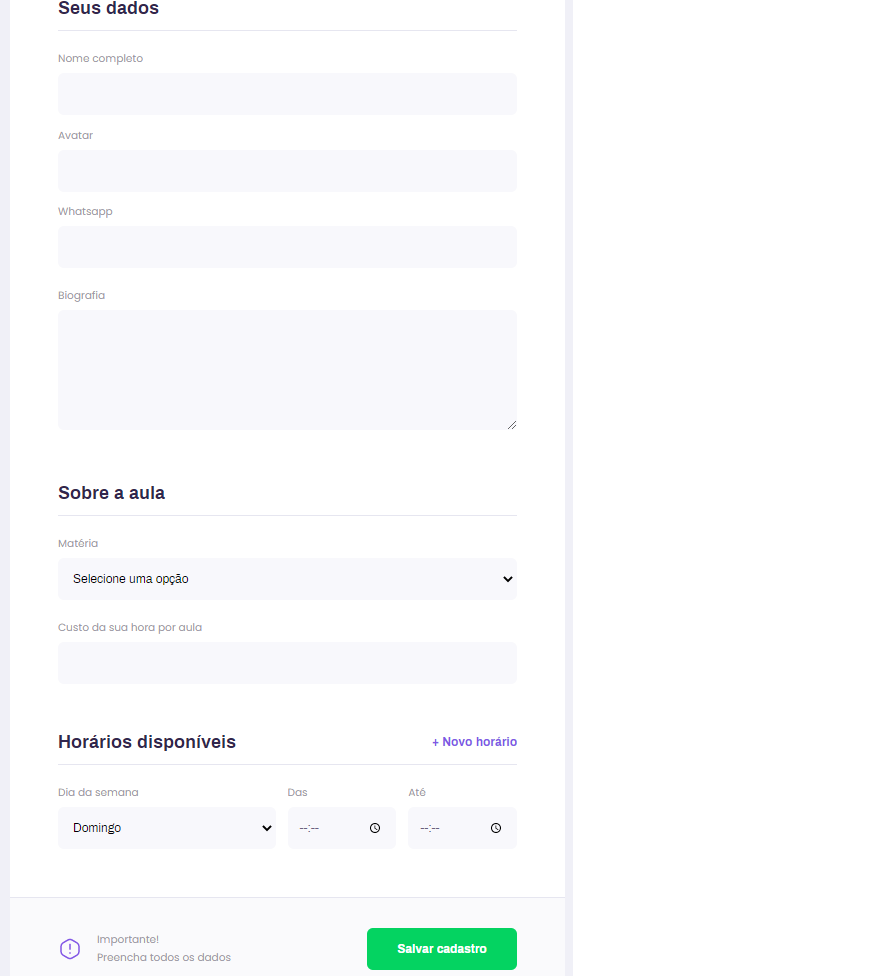 Seus dados
Nome completo
Avatar
Whatsapp
Biografia
Sobre a aula
Matéria
Selecione uma opção
Custo da sua hora por aula
Horários disponíveis
+ Novo horário
Dia da semana Das Até
Domingo --:-- --:--
Importante!
Preencha todos os dados
Salvar cadastro